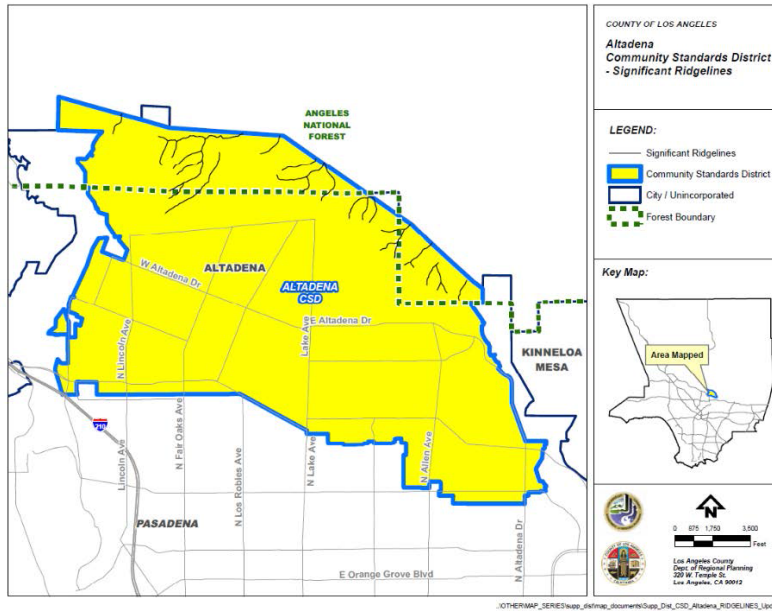 COUNTY OF LOS ANGELES
Altadena
Community Standards District
- Significant Ridgelines
LEGEND:
Significant Ridgelines
Community Standards District
City / Unincorporated
Forest Boundary
Key Map:
Area Mapped
N
0 875 1,750 3,500
Feet
Los Angeles County
Dept. of Regional Planning
320 W. Temple St.
Los Angeles, CA 90012
ANGELES
NATIONAL
FOREST
ALTADENA
W Altadena Dr
ALTADENA
CSD
E Altadena Dr
Lake Ave
N Lincoln Ave
KINNELOA
MESA
210
Lincoln Ave
N Fair Oaks Ave
N Los Robles Ave
N Lake Ave
N Allen Ave
N Altadena Dr
PASADENA
E Orange Grove Blvd